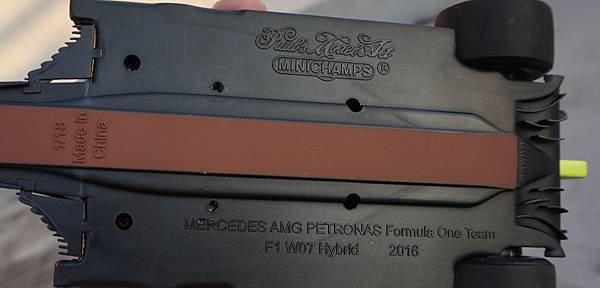 Paul's Model Art
MINICHAMPS ®
1/18
Made in
China
MERCEDES AMG PETRONAS Formula One Team
F1 W07 Hybrid 2016